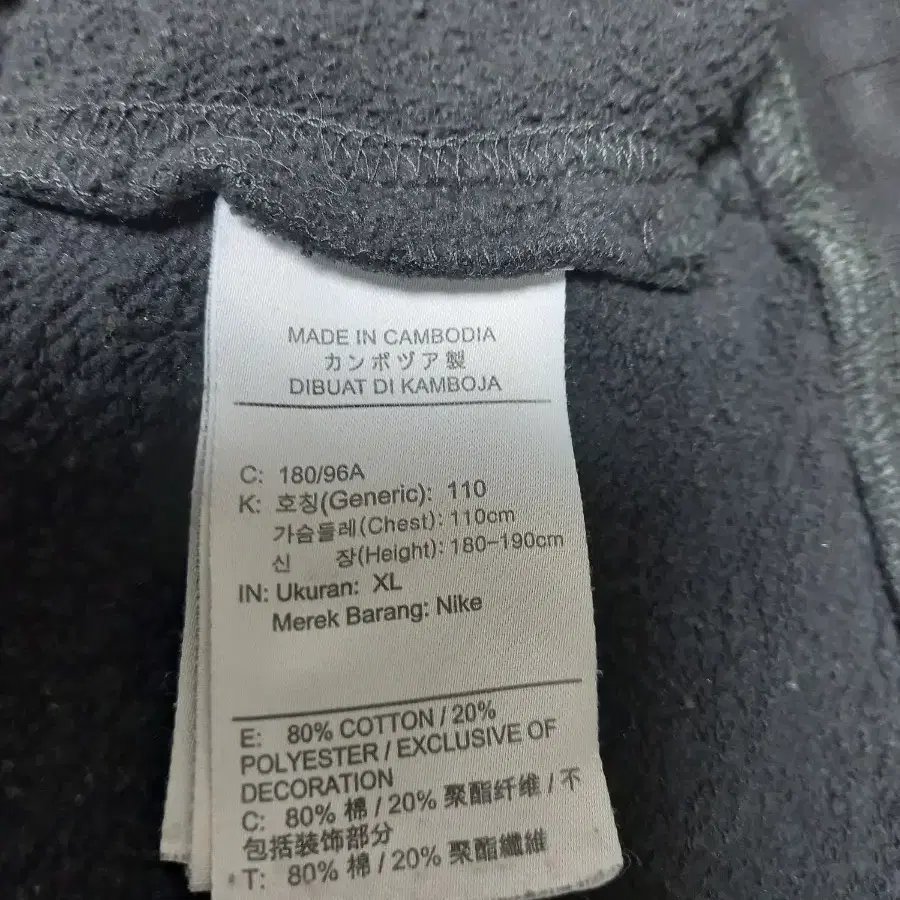 MADE IN CAMBODIA
カンボヅア製
DIBUAT DI KAMBOJA
C: 180/96A
K: 호칭(Generic): 110
가슴들레(Chest): 110cm
신 장(Height): 180-190cm
IN: Ukuran: XL
Merek Barang: Nike
E: 80% COTTON / 20%
POLYESTER / EXCLUSIVE OF
DECORATION
C: 80% 棉 / 20% 聚酯纤维 / 不
包括装饰部分
T: 80% 棉 / 20% 聚酯纖維